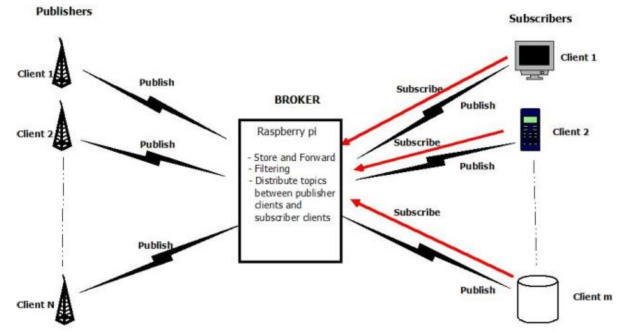 Publishers
Subscribers
Client 1
Publish
Client 1
Subscribe
Publish
BROKER
Client 2
Publish
Raspberry pi
- Store and Forward
- Filtering
- Distribute topics
between publisher
clients and
subscriber clients
Subscribe
Client 2
Publish
Subscribe
Publish
Client N
Publish
Client m